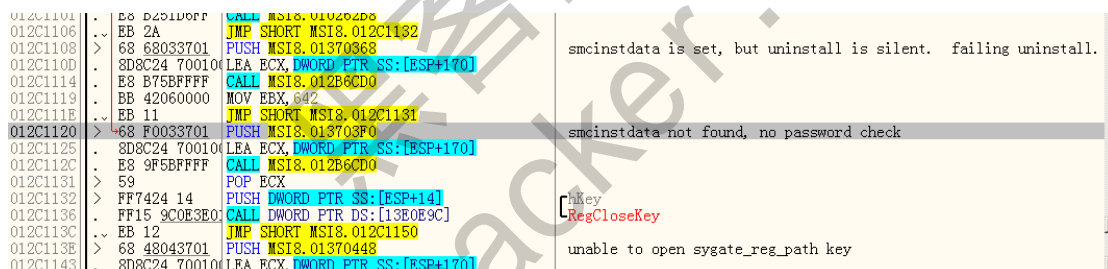 012C1101 . E8 B251D6FF CALL MSI8.010262B8
012C1106 .. EB 2A JMP SHORT MSI8.012C1132
012C1108 > 68 68033701 PUSH MSI8.01370368 smcinstdata is set, but uninstall is silent. failing uninstall.
012C110D . 8D8C24 70010 LEA ECX,DWORD PTR SS:[ESP+170]
012C1114 . E8 B75BFFFF CALL MSI8.012B6CD0
012C1119 . BB 42060000 MOV EBX,642
012C111E .. EB 11 JMP SHORT MSI8.012C1131
012C1120 > 68 F0033701 PUSH MSI8.013703F0 smcinstdata not found, no password check
012C1125 . 8D8C24 70010 LEA ECX,DWORD PTR SS:[ESP+170]
012C112C . E8 9F5BFFFF CALL MSI8.012B6CD0
012C1131 > 59 POP ECX
012C1132 > FF7424 14 PUSH DWORD PTR SS:[ESP+14] hKey
012C1136 . FF15 9C0E3E01 CALL DWORD PTR DS:[13E0E9C] RegCloseKey
012C113C .. EB 12 JMP SHORT MSI8.012C1150
012C113E > 68 48043701 PUSH MSI8.01370448 unable to open sygate_reg_path key
012C1143 . 8D8C24 70010 LEA ECX,DWORD PTR SS:[ESP+170]